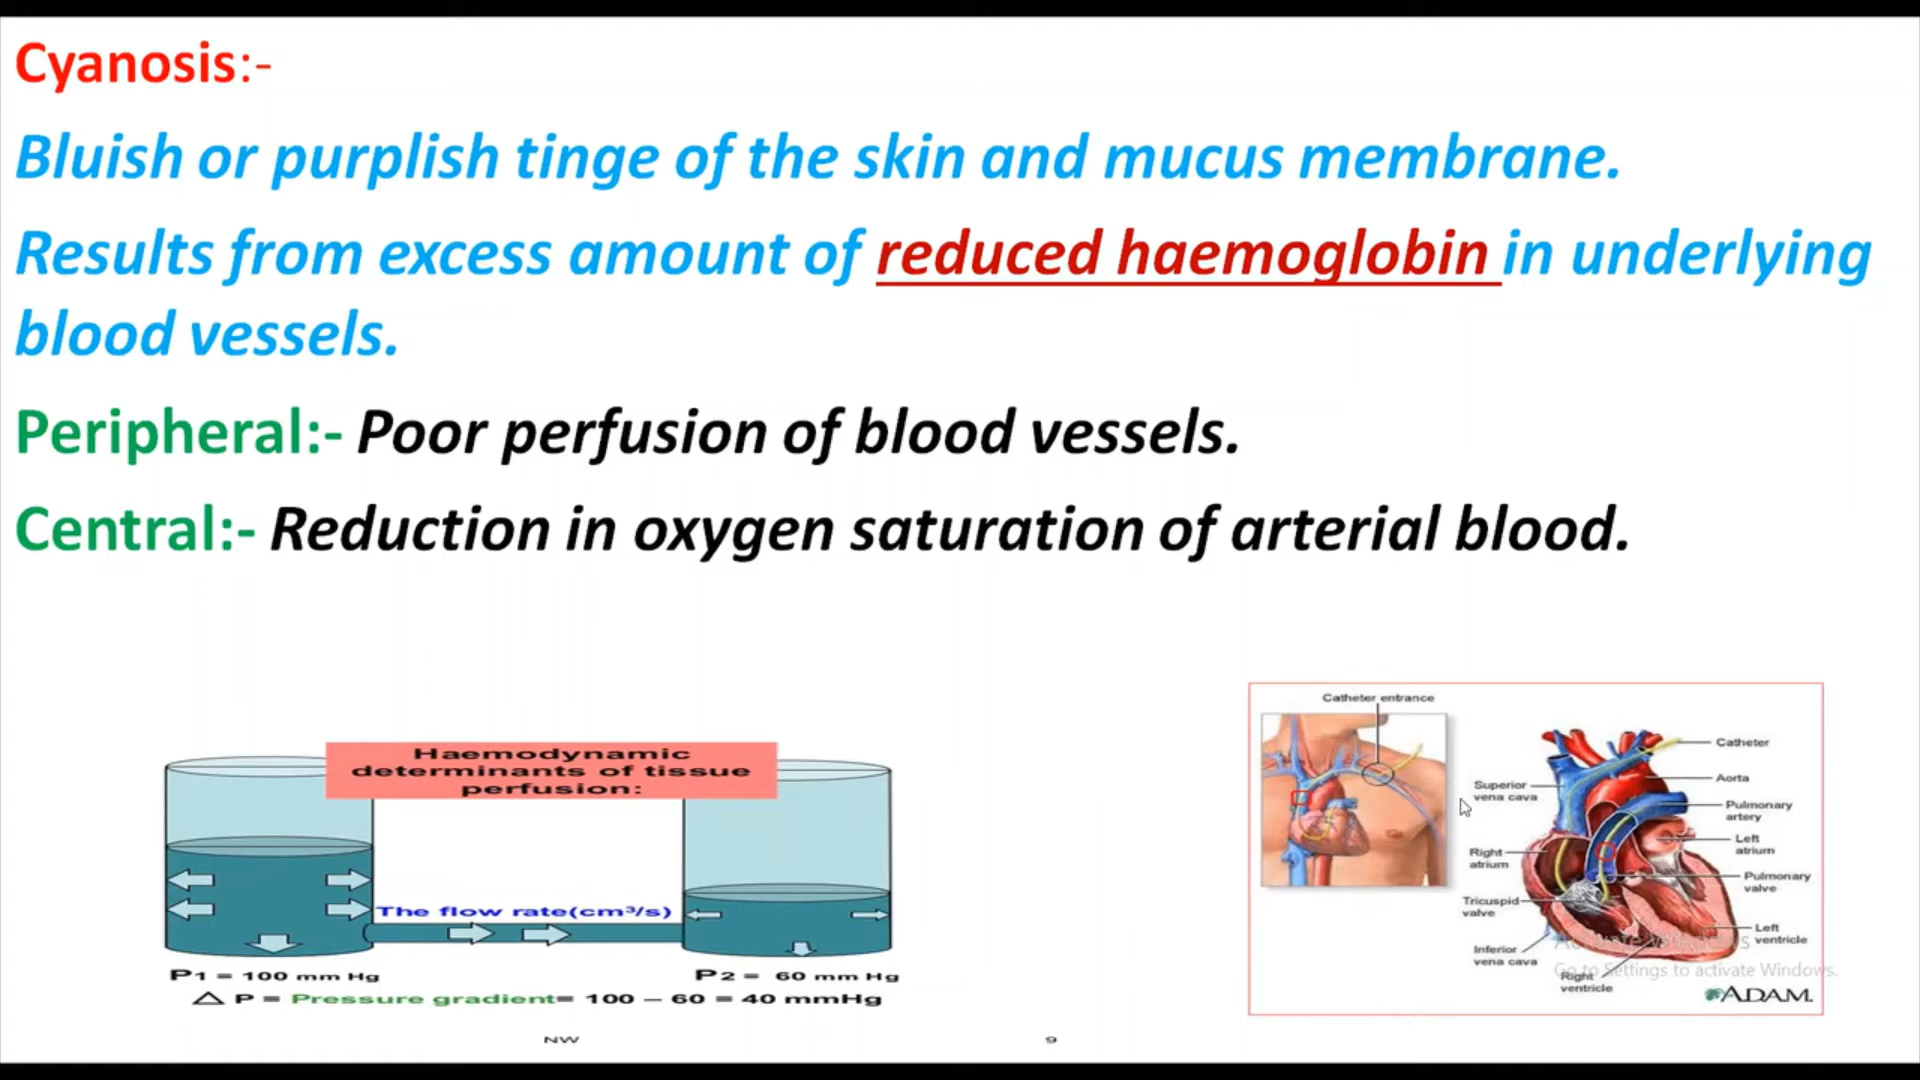 Cyanosis:-
Bluish or purplish tinge of the skin and mucus membrane.
Results from excess amount of reduced haemoglobin in underlying
blood vessels.
Peripheral:- Poor perfusion of blood vessels.
Central:- Reduction in oxygen saturation of arterial blood.
Haemodynamic
determinants of tissue
perfusion:
The flow rate(cm³/s)
P1 = 100 mm Hg
P2 = 60 mm Hg
△ P = Pressure gradient= 100 – 60 = 40 mmHg
NW
9
Catheter entrance
Catheter
Aorta
Superior
vena cava
Pulmonary
artery
Left
atrium
Right
atrium
Pulmonary
valve
Tricuspid
valve
Left
ventricle
Inferior
vena cava
Right
ventricle
Activate Windows
Go to Settings to activate Windows.
ADAM.